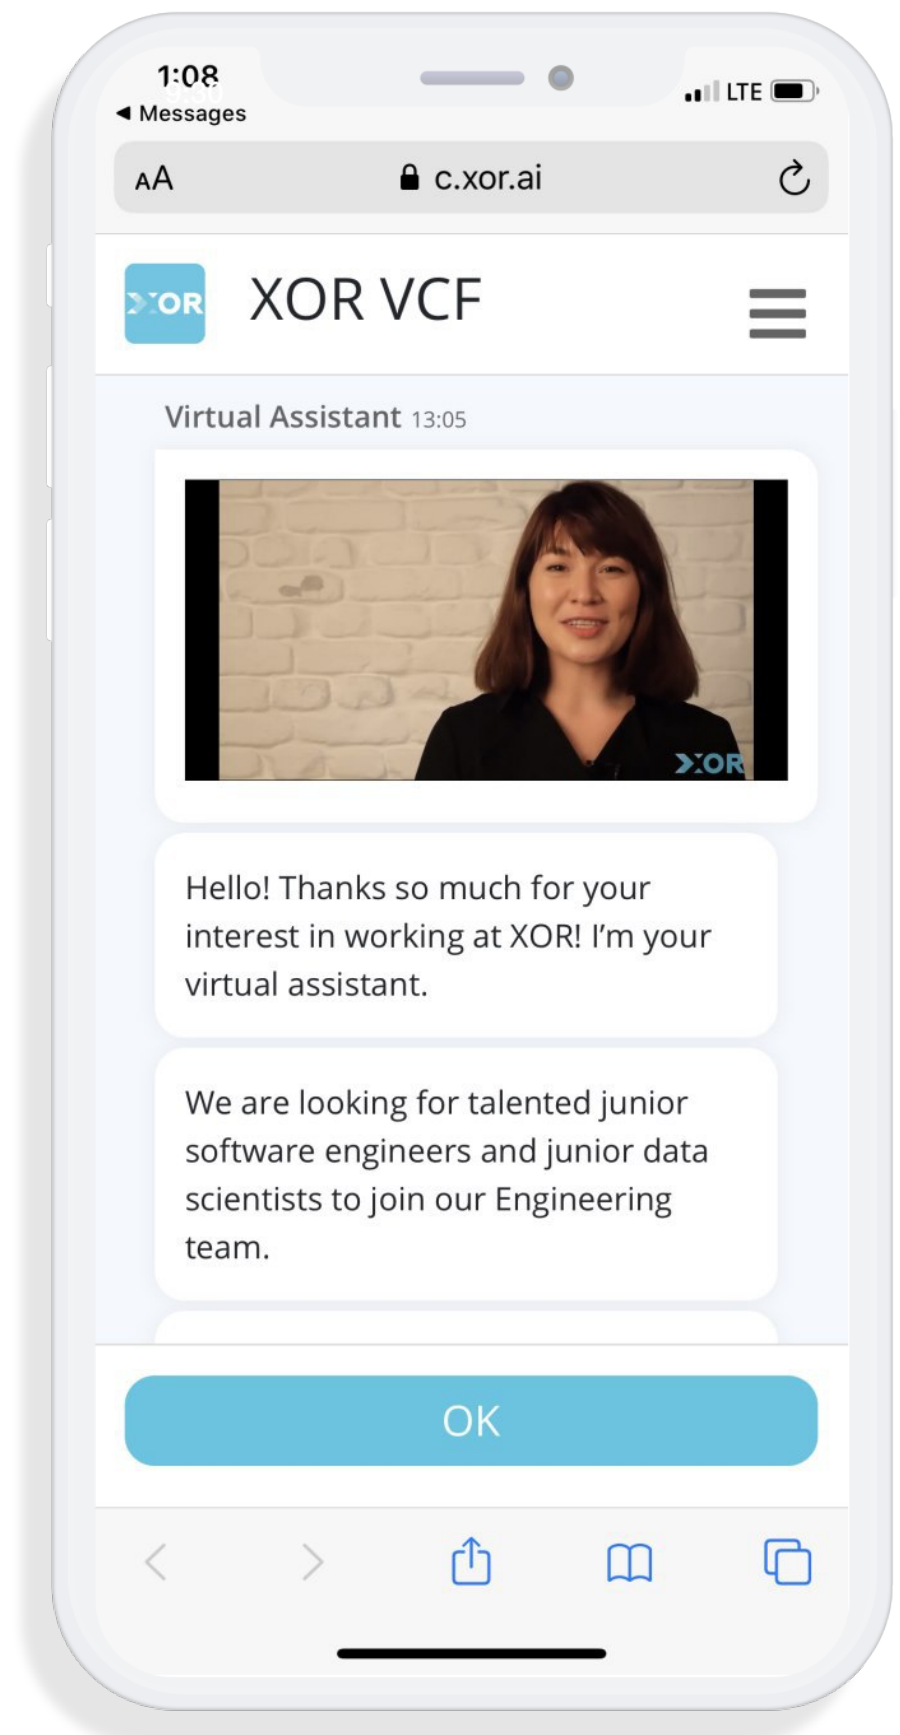 1:08
9:30
Messages
LTE
AA
c.xor.ai
XOR
XOR VCF
Virtual Assistant 13:05
XOR
Hello! Thanks so much for your
interest in working at XOR! I’m your
virtual assistant.
We are looking for talented junior
software engineers and junior data
scientists to join our Engineering
team.
OK